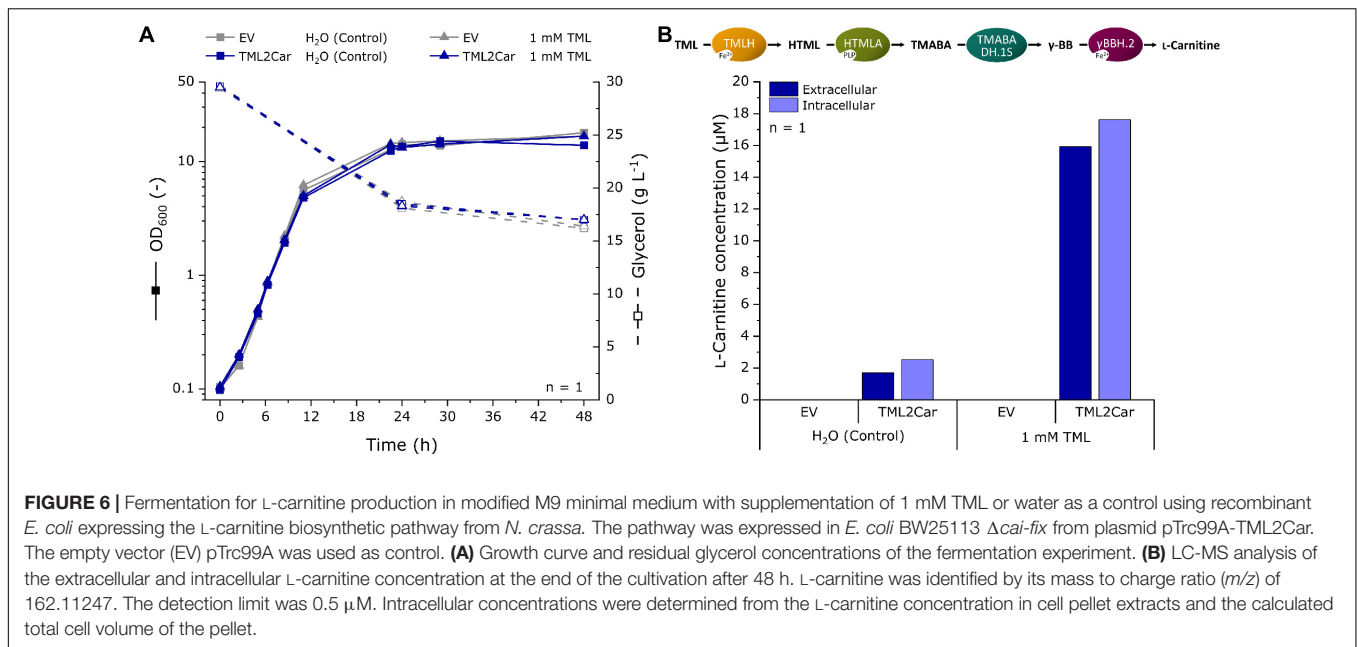 A
EV H₂O (Control) EV 1 mM TML
TML2Car H₂O (Control) TML2Car 1 mM TML
50
10
1
0.1
OD₆₀₀ (-)
30
25
20
15
10
5
0
Glycerol (g L⁻¹)
n = 1
0 6 12 18 24 30 36 42 48
Time (h)
B
TML TMLH Fe²⁺ HTML HTMLA PLP TMABA TMABA DH.1S γ-BB γBBH.2 Fe²⁺ L-Carnitine
20
18
16
14
12
10
8
6
4
2
0
L-Carnitine concentration (µM)
Extracellular
Intracellular
n = 1
EV TML2Car EV TML2Car
H₂O (Control) 1 mM TML
FIGURE 6 | Fermentation for L-carnitine production in modified M9 minimal medium with supplementation of 1 mM TML or water as a control using recombinant
E. coli expressing the L-carnitine biosynthetic pathway from N. crassa. The pathway was expressed in E. coli BW25113 Δcai-fix from plasmid pTrc99A-TML2Car.
The empty vector (EV) pTrc99A was used as control. (A) Growth curve and residual glycerol concentrations of the fermentation experiment. (B) LC-MS analysis of
the extracellular and intracellular L-carnitine concentration at the end of the cultivation after 48 h. L-carnitine was identified by its mass to charge ratio (m/z) of
162.11247. The detection limit was 0.5 µM. Intracellular concentrations were determined from the L-carnitine concentration in cell pellet extracts and the calculated
total cell volume of the pellet.